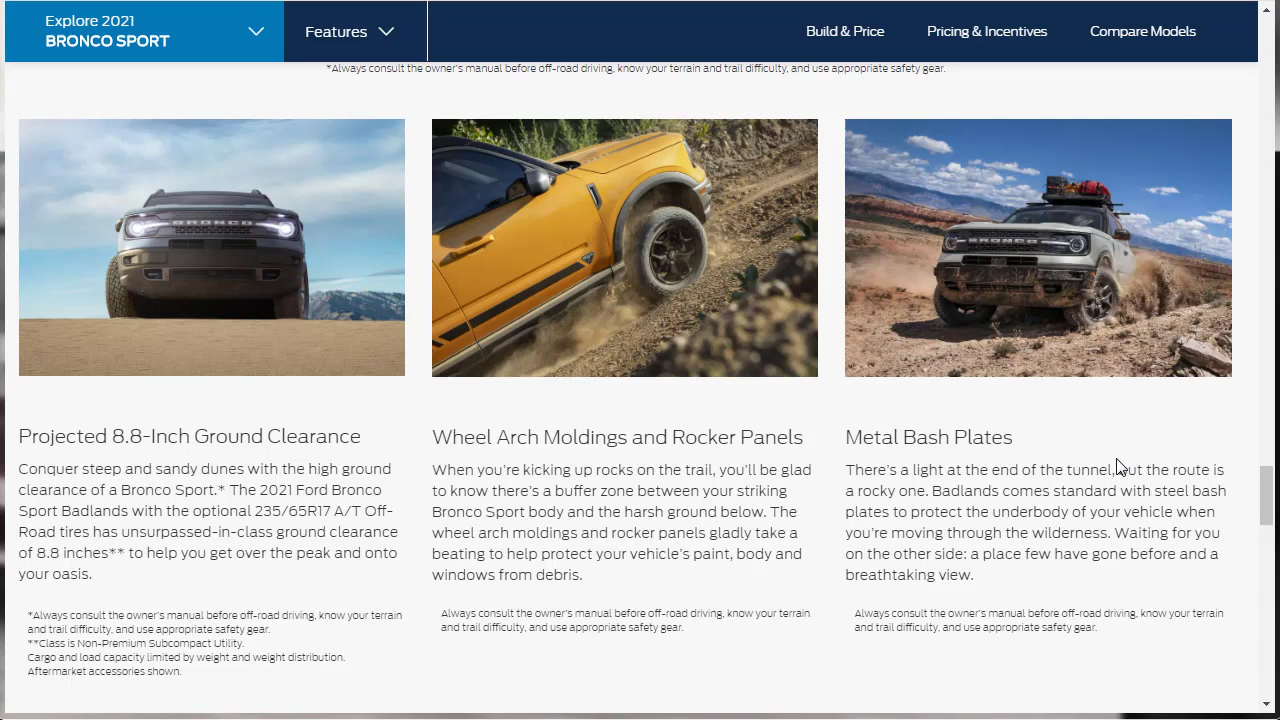 Explore 2021
BRONCO SPORT
Features
Build & Price
Pricing & Incentives
Compare Models
*Always consult the owner's manual before off-road driving, know your terrain and trail difficulty, and use appropriate safety gear.
BRONCO
BRONCO
Projected 8.8-Inch Ground Clearance
Conquer steep and sandy dunes with the high ground
clearance of a Bronco Sport.* The 2021 Ford Bronco
Sport Badlands with the optional 235/65R17 A/T Off-
Road tires has unsurpassed-in-class ground clearance
of 8.8 inches** to help you get over the peak and onto
your oasis.
*Always consult the owner's manual before off-road driving, know your terrain
and trail difficulty, and use appropriate safety gear.
**Class is Non-Premium Subcompact Utility.
Cargo and load capacity limited by weight and weight distribution.
Aftermarket accessories shown.
Wheel Arch Moldings and Rocker Panels
When you're kicking up rocks on the trail, you'll be glad
to know there's a buffer zone between your striking
Bronco Sport body and the harsh ground below. The
wheel arch moldings and rocker panels gladly take a
beating to help protect your vehicle's paint, body and
windows from debris.
Always consult the owner's manual before off-road driving, know your terrain
and trail difficulty, and use appropriate safety gear.
Metal Bash Plates
There's a light at the end of the tunnel, but the route is
a rocky one. Badlands comes standard with steel bash
plates to protect the underbody of your vehicle when
you're moving through the wilderness. Waiting for you
on the other side: a place few have gone before and a
breathtaking view.
Always consult the owner's manual before off-road driving, know your terrain
and trail difficulty, and use appropriate safety gear.